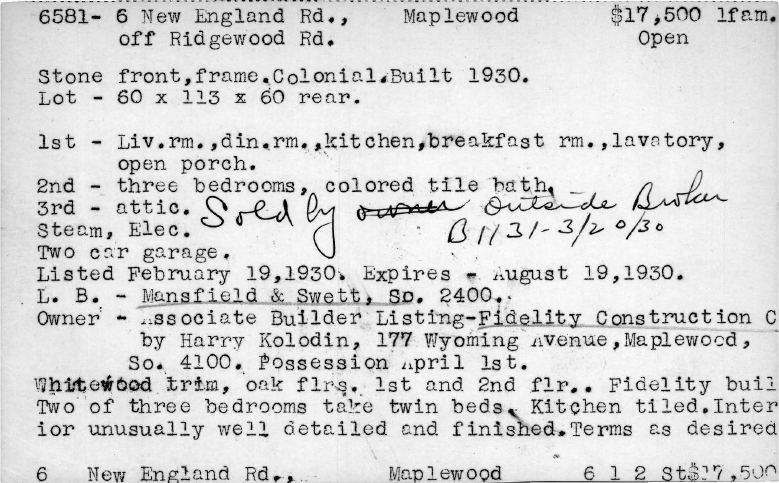 6581- 6 New England Rd., Maplewood $17,500 1fam.
off Ridgewood Rd. Open
Stone front,frame.Colonial.Built 1930.
Lot - 60 x 113 x 60 rear.
1st - Liv.rm.,din.rm.,kitchen,breakfast rm.,lavatory,
open porch.
2nd - three bedrooms, colored tile bath.
3rd - attic. Sold by owner Outside Broker
Steam, Elec. B 1131-3/20/30
Two car garage.
Listed February 19,1930. Expires - August 19,1930.
L. B. - Mansfield & Swett, So. 2400.
Owner - Associate Builder Listing-Fidelity Construction C
by Harry Kolodin, 177 Wyoming Avenue,Maplewood,
So. 4100. Possession April 1st.
Whitewood trim, oak flrs. 1st and 2nd flr.. Fidelity buil
Two of three bedrooms take twin beds. Kitchen tiled.Inter
ior unusually well detailed and finished.Terms as desired
6 New England Rd., Maplewood 6 1 2 St$17,500